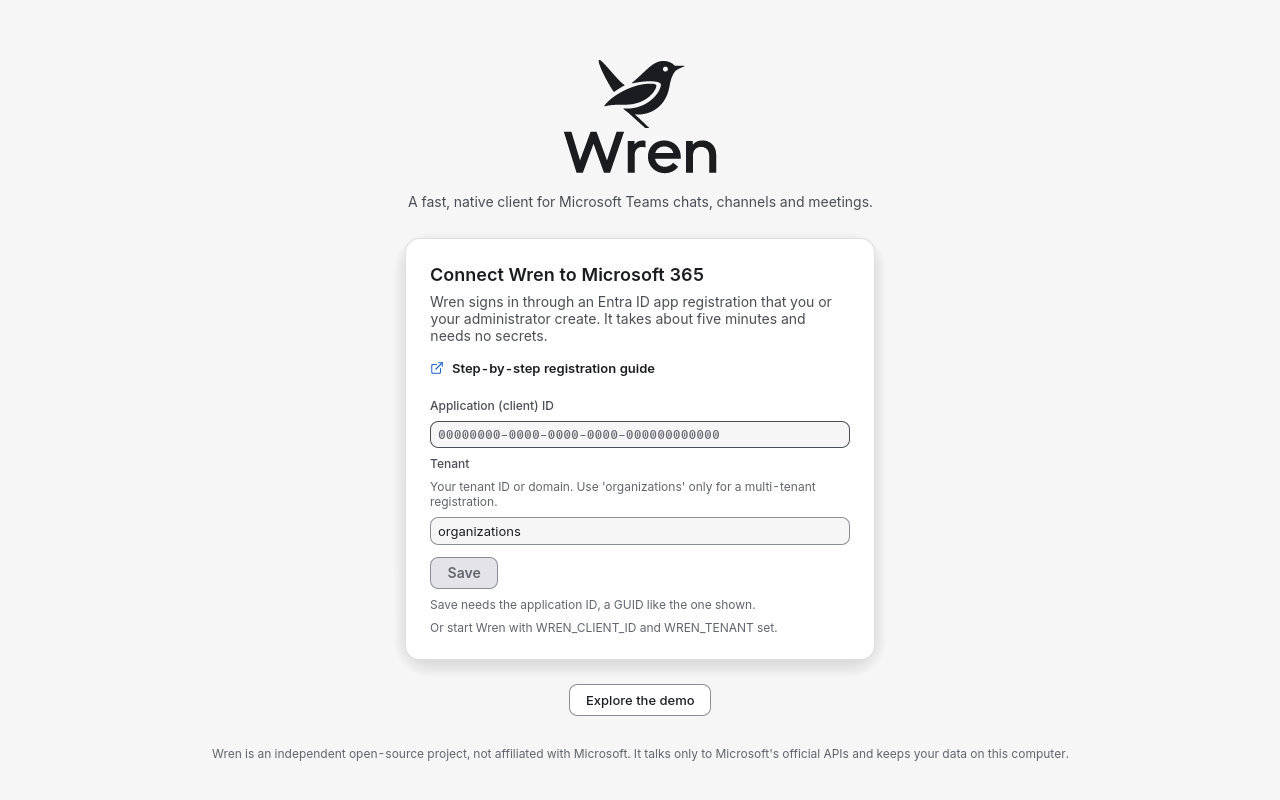 Wren
A fast, native client for Microsoft Teams chats, channels and meetings.
Connect Wren to Microsoft 365
Wren signs in through an Entra ID app registration that you or
your administrator create. It takes about five minutes and
needs no secrets.
Step-by-step registration guide
Application (client) ID
00000000-0000-0000-0000-000000000000
Tenant
Your tenant ID or domain. Use 'organizations' only for a multi-tenant
registration.
organizations
Save
Save needs the application ID, a GUID like the one shown.
Or start Wren with WREN_CLIENT_ID and WREN_TENANT set.
Explore the demo
Wren is an independent open-source project, not affiliated with Microsoft. It talks only to Microsoft's official APIs and keeps your data on this computer.